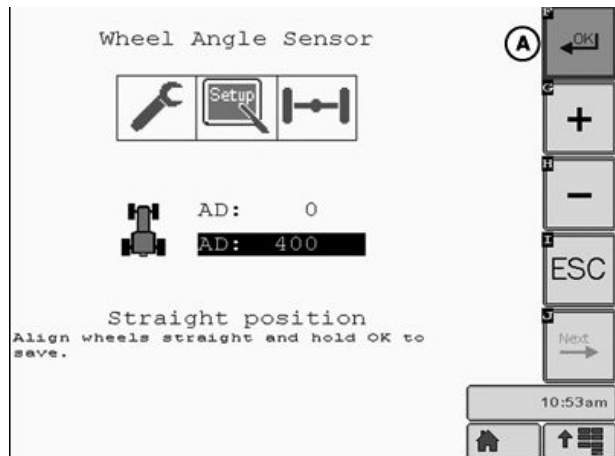 Wheel Angle Sensor
A
F
OK
Setup
G
+
H
−
AD: 0
AD: 400
I
ESC
Straight position
Align wheels straight and hold OK to
save.
J
Next
10:53am